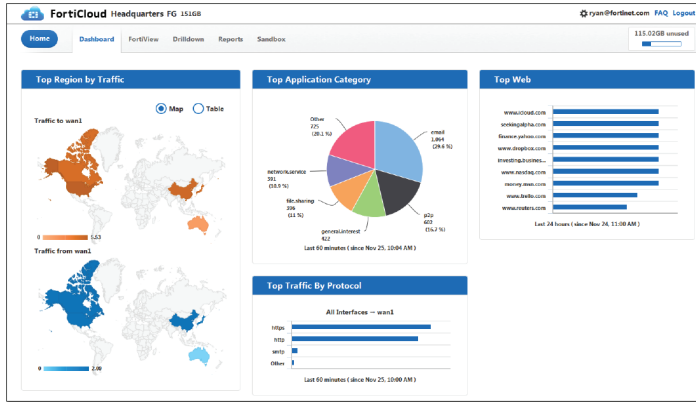 FortiCloud Headquarters FG 151GB
ryan@fortinet.com FAQ Logout
Home Dashboard FortiView Drilldown Reports Sandbox
115.02GB unused
Top Region by Traffic
Map Table
Traffic to wan1
0 6.53
Traffic from wan1
0 2.00
Top Application Category
Other
725
(20.1 %)
email
1,064
(29.6 %)
network.service
391
(10.9 %)
file.sharing
396
(11 %)
general.interest
422
p2p
602
(16.7 %)
Last 60 minutes ( since Nov 25, 10:04 AM )
Top Traffic By Protocol
All Interfaces → wan1
https
http
smtp
Other
Last 60 minutes ( since Nov 25, 10:00 AM )
Top Web
www.icloud.com
seekingalpha.com
finance.yahoo.com
www.dropbox.com
investing.busines...
www.nasdaq.com
money.msn.com
www.trello.com
www.reuters.com
Last 24 hours ( since Nov 24, 11:00 AM )